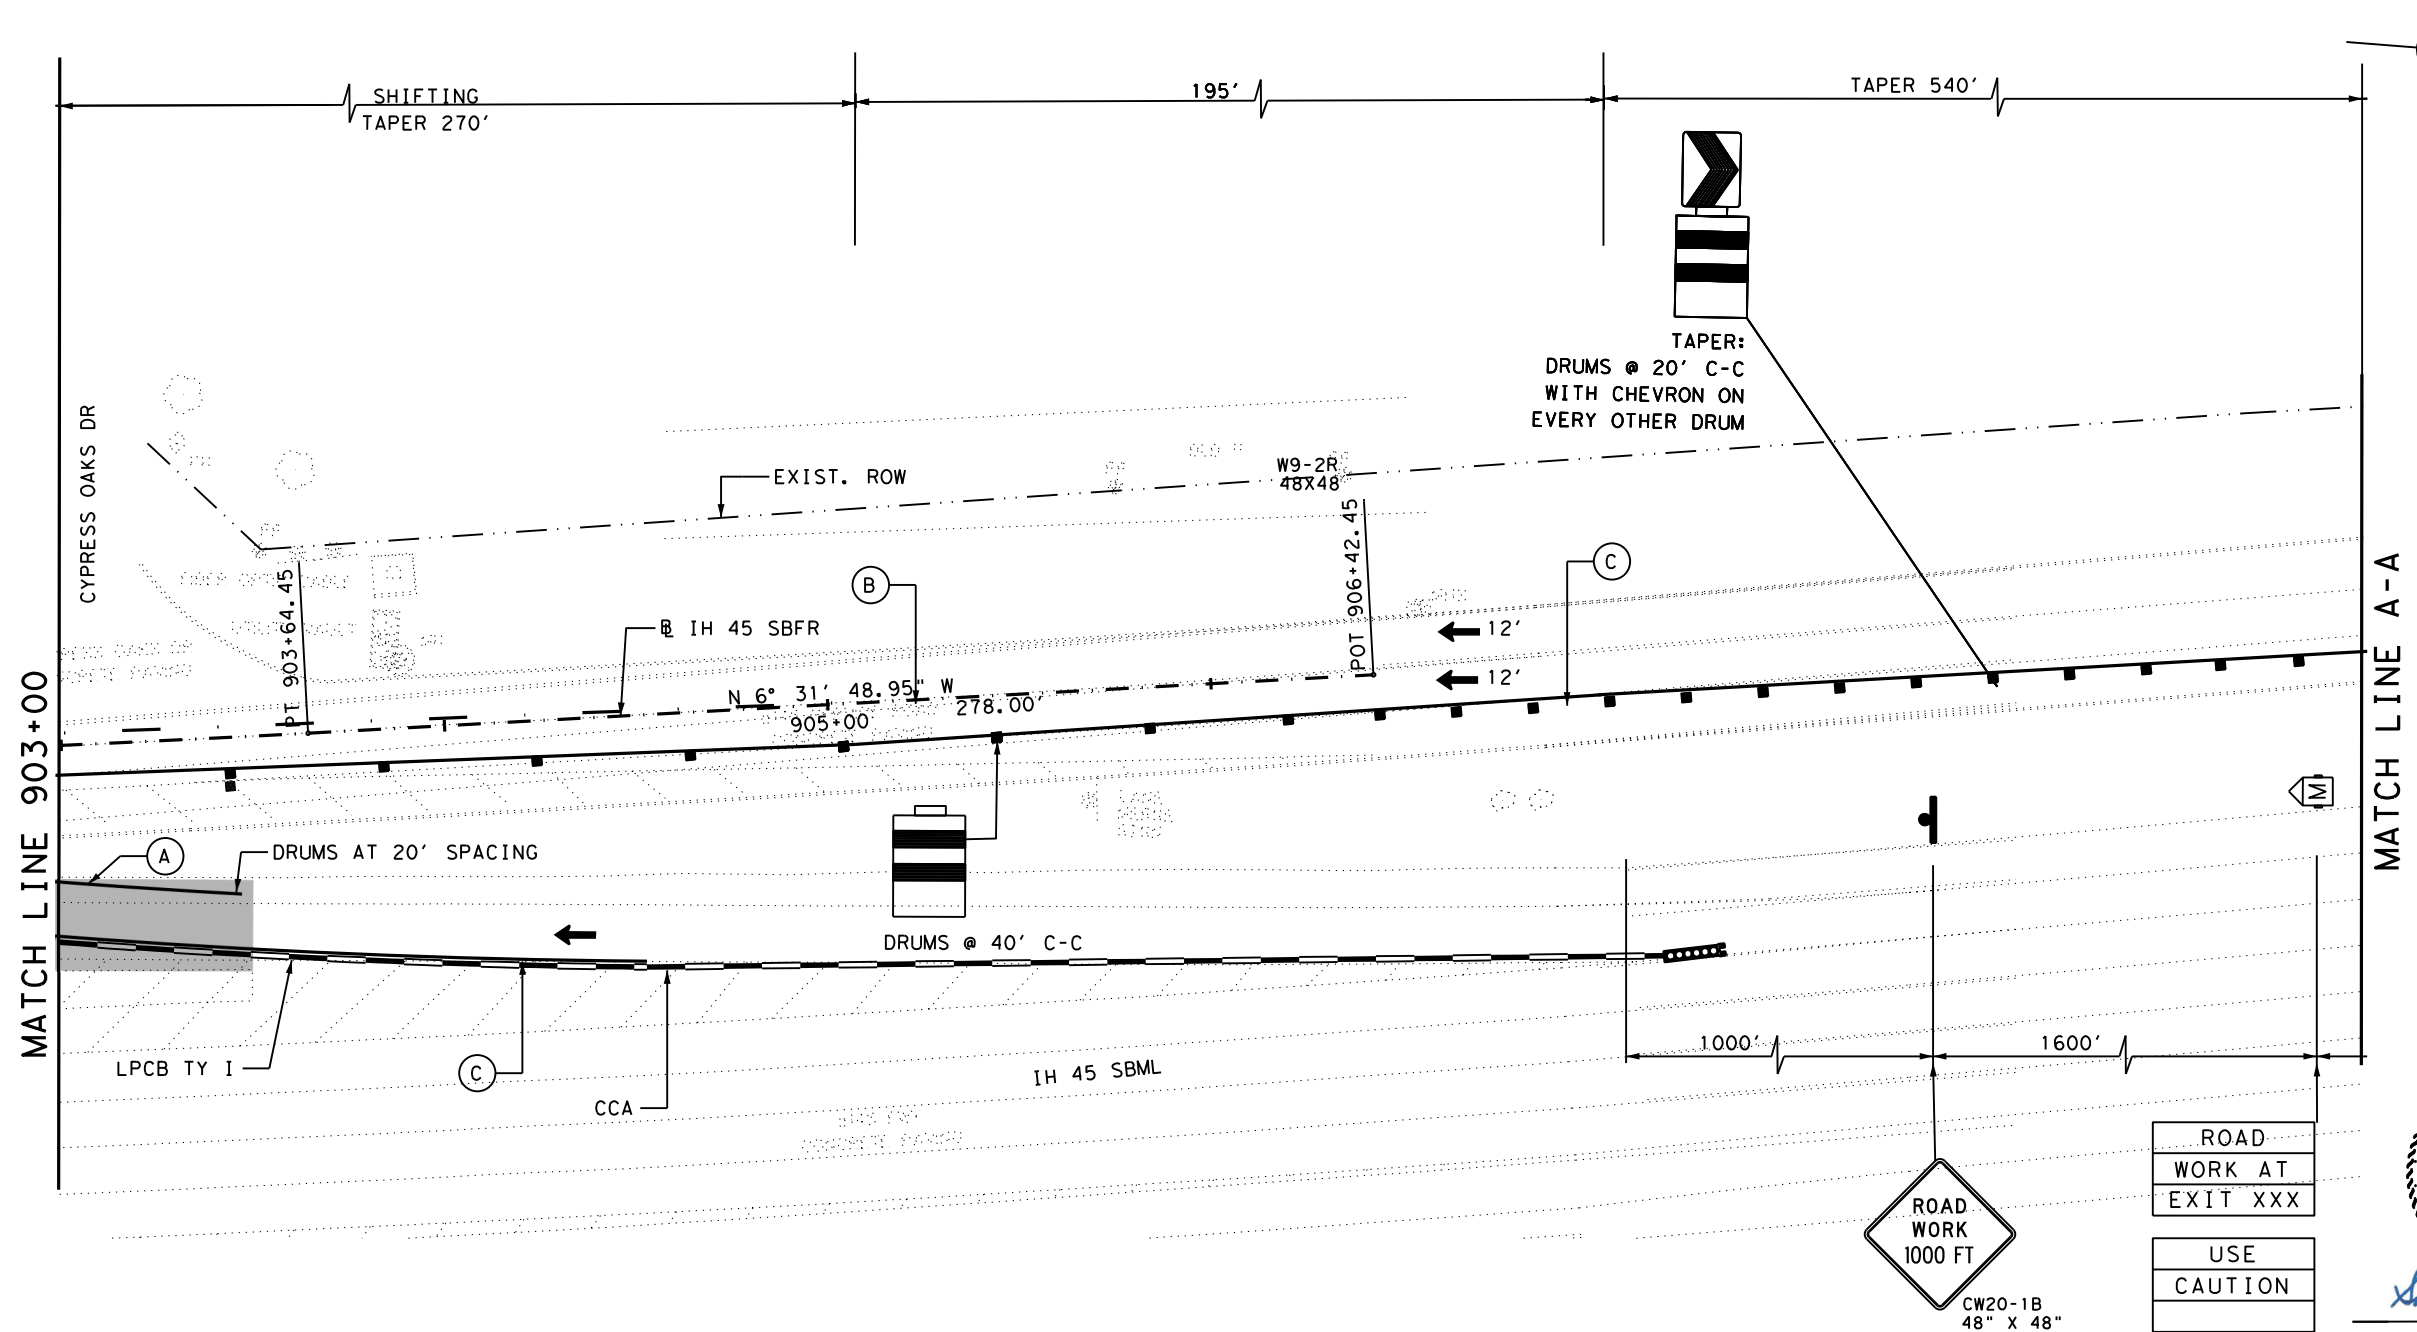 SHIFTING
TAPER 270'
195'
TAPER 540'
TAPER:
DRUMS @ 20' C-C
WITH CHEVRON ON
EVERY OTHER DRUM
CYPRESS OAKS DR
EXIST. ROW
W9-2R
48X48
PT 903+64.45
B
C
POT 906+42.45
BL IH 45 SBFR
12'
12'
N 6° 31' 48.95" W
278.00'
905+00
MATCH LINE 903+00
MATCH LINE A-A
M
A
DRUMS AT 20' SPACING
DRUMS @ 40' C-C
LPCB TY I
C
CCA
IH 45 SBML
1000'
1600'
ROAD
WORK AT
EXIT XXX
ROAD
WORK
1000 FT
USE
CAUTION
CW20-1B
48" X 48"